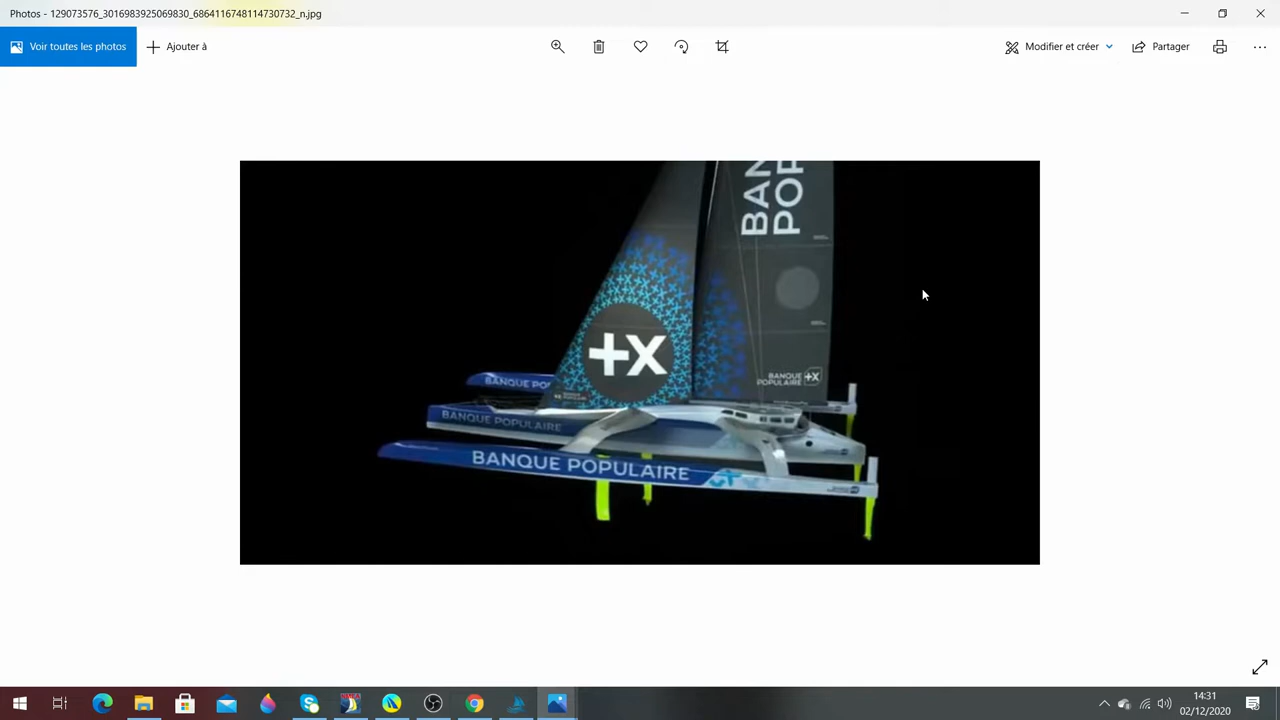 Photos - 129073576_3016983925069830_6864116748114730732_n.jpg
Voir toutes les photos
Ajouter à
Modifier et créer
Partager
BAN
POP
+X
BANQUE
POPULAIRE +X
BANQUE PO
BANQUE POPULAIRE
BANQUE POPULAIRE
14:31
02/12/2020